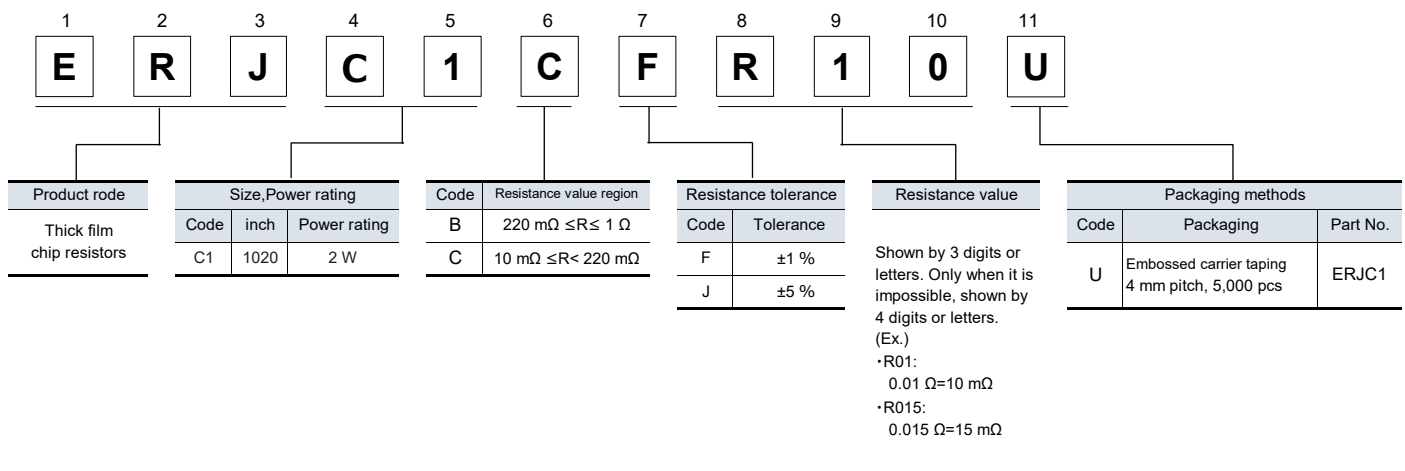 1 2 3 4 5 6 7 8 9 10 11
E R J C 1 C F R 1 0 U
Product rode
Thick film
chip resistors
Size,Power rating
Code inch Power rating
C1 1020 2 W
Code Resistance value region
B 220 mΩ ≤R≤ 1 Ω
C 10 mΩ ≤R< 220 mΩ
Resistance tolerance
Code Tolerance
F ±1 %
J ±5 %
Resistance value
Shown by 3 digits or
letters. Only when it is
impossible, shown by
4 digits or letters.
(Ex.)
・R01:
0.01 Ω=10 mΩ
・R015:
0.015 Ω=15 mΩ
Packaging methods
Code Packaging Part No.
U Embossed carrier taping
4 mm pitch, 5,000 pcs ERJC1